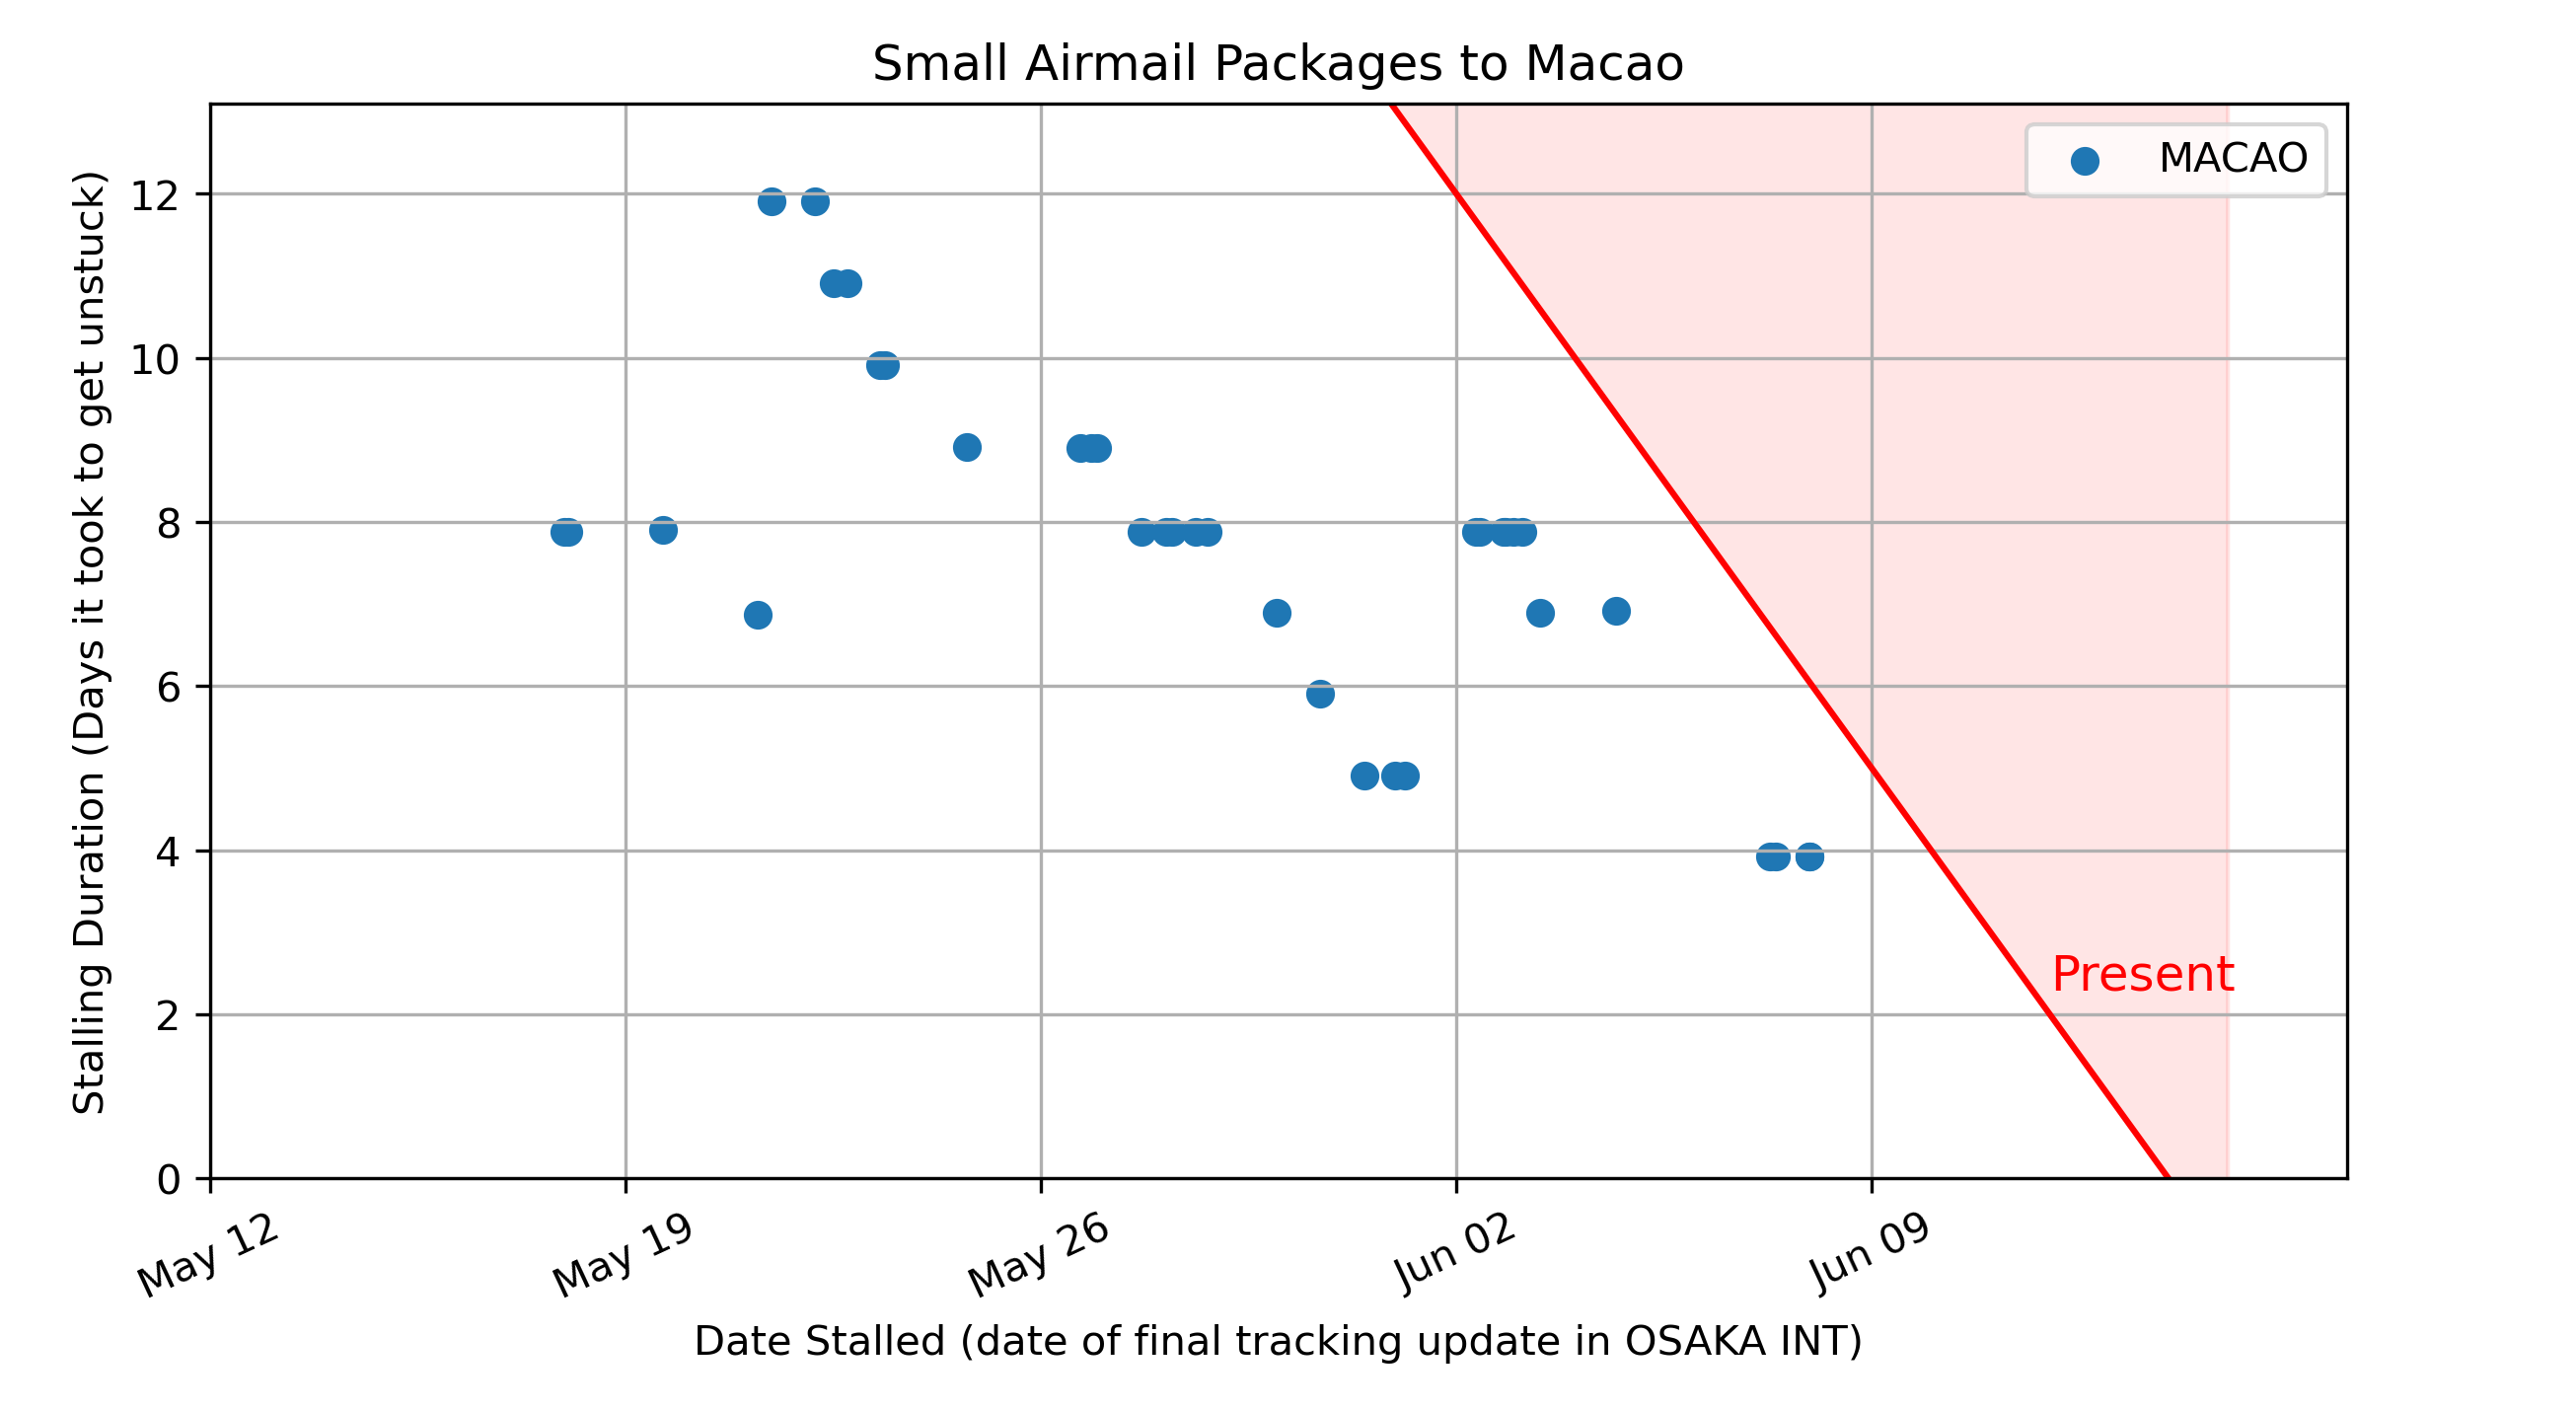 Small Airmail Packages to Macao
MACAO
Stalling Duration (Days it took to get unstuck)
12
10
8
6
4
2
0
Present
May 12
May 19
May 26
Jun 02
Jun 09
Date Stalled (date of final tracking update in OSAKA INT)